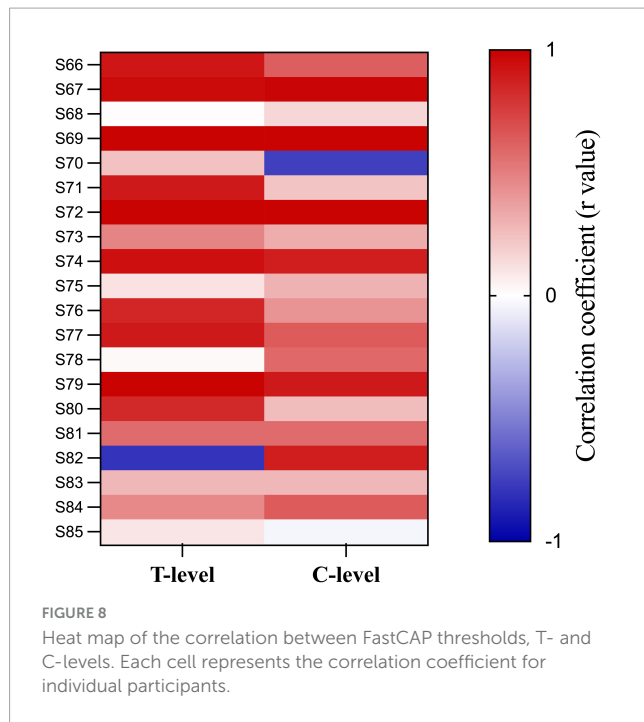 S66
S67
S68
S69
S70
S71
S72
S73
S74
S75
S76
S77
S78
S79
S80
S81
S82
S83
S84
S85
T-level C-level
1
0
-1
Correlation coefficient (r value)
FIGURE 8
Heat map of the correlation between FastCAP thresholds, T- and
C-levels. Each cell represents the correlation coefficient for
individual participants.